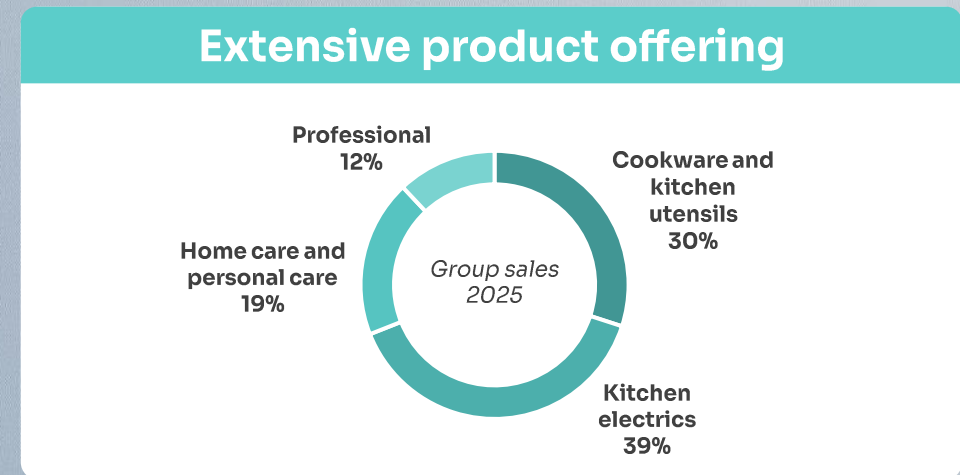 Extensive product offering
Professional
12%
Cookware and
kitchen
utensils
30%
Home care and
personal care
19%
Group sales
2025
Kitchen
electrics
39%